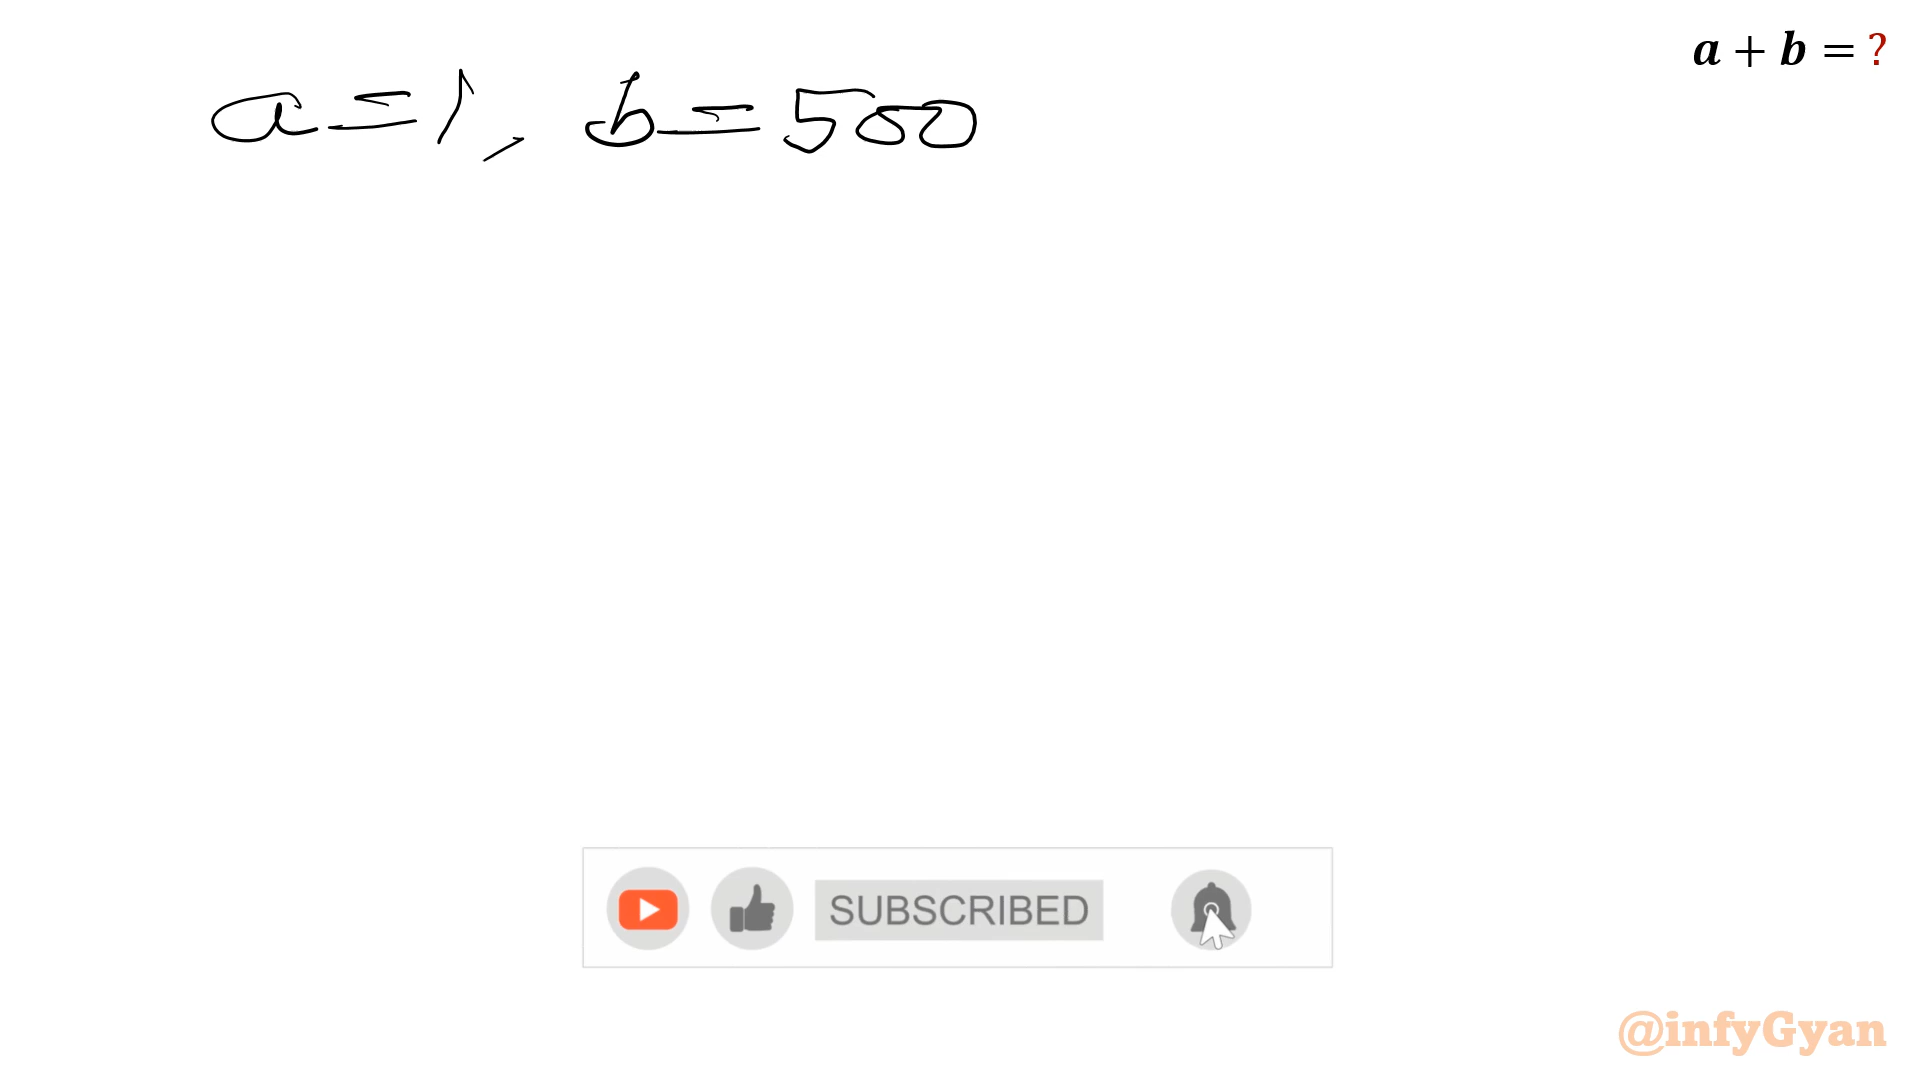 a + b = ?
a = 1, b = 500
SUBSCRIBED
@infyGyan